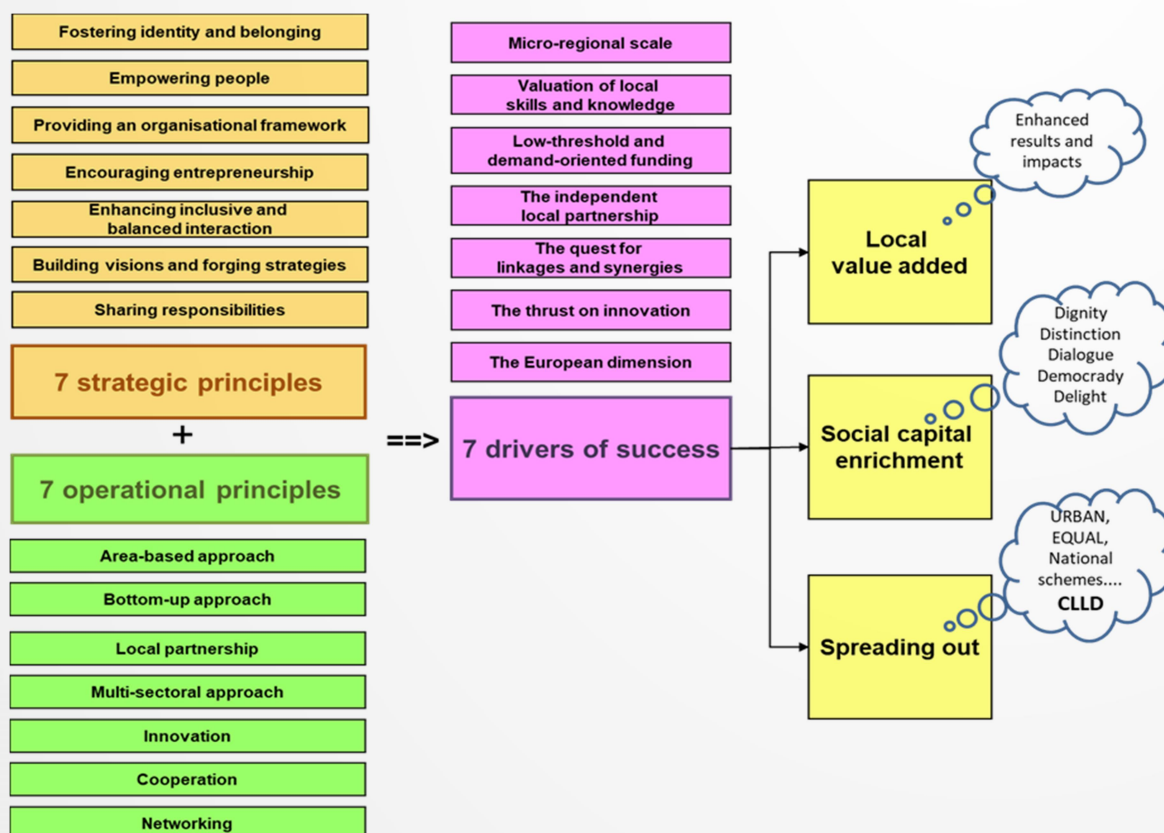 Fostering identity and belonging
Empowering people
Providing an organisational framework
Encouraging entrepreneurship
Enhancing inclusive and
balanced interaction
Building visions and forging strategies
Sharing responsibilities
7 strategic principles
+
7 operational principles
Area-based approach
Bottom-up approach
Local partnership
Multi-sectoral approach
Innovation
Cooperation
Networking
==>
Micro-regional scale
Valuation of local
skills and knowledge
Low-threshold and
demand-oriented funding
The independent
local partnership
The quest for
linkages and synergies
The thrust on innovation
The European dimension
7 drivers of success
Local
value added
Enhanced
results and
impacts
Social capital
enrichment
Dignity
Distinction
Dialogue
Democrady
Delight
Spreading out
URBAN,
EQUAL,
National
schemes....
CLLD